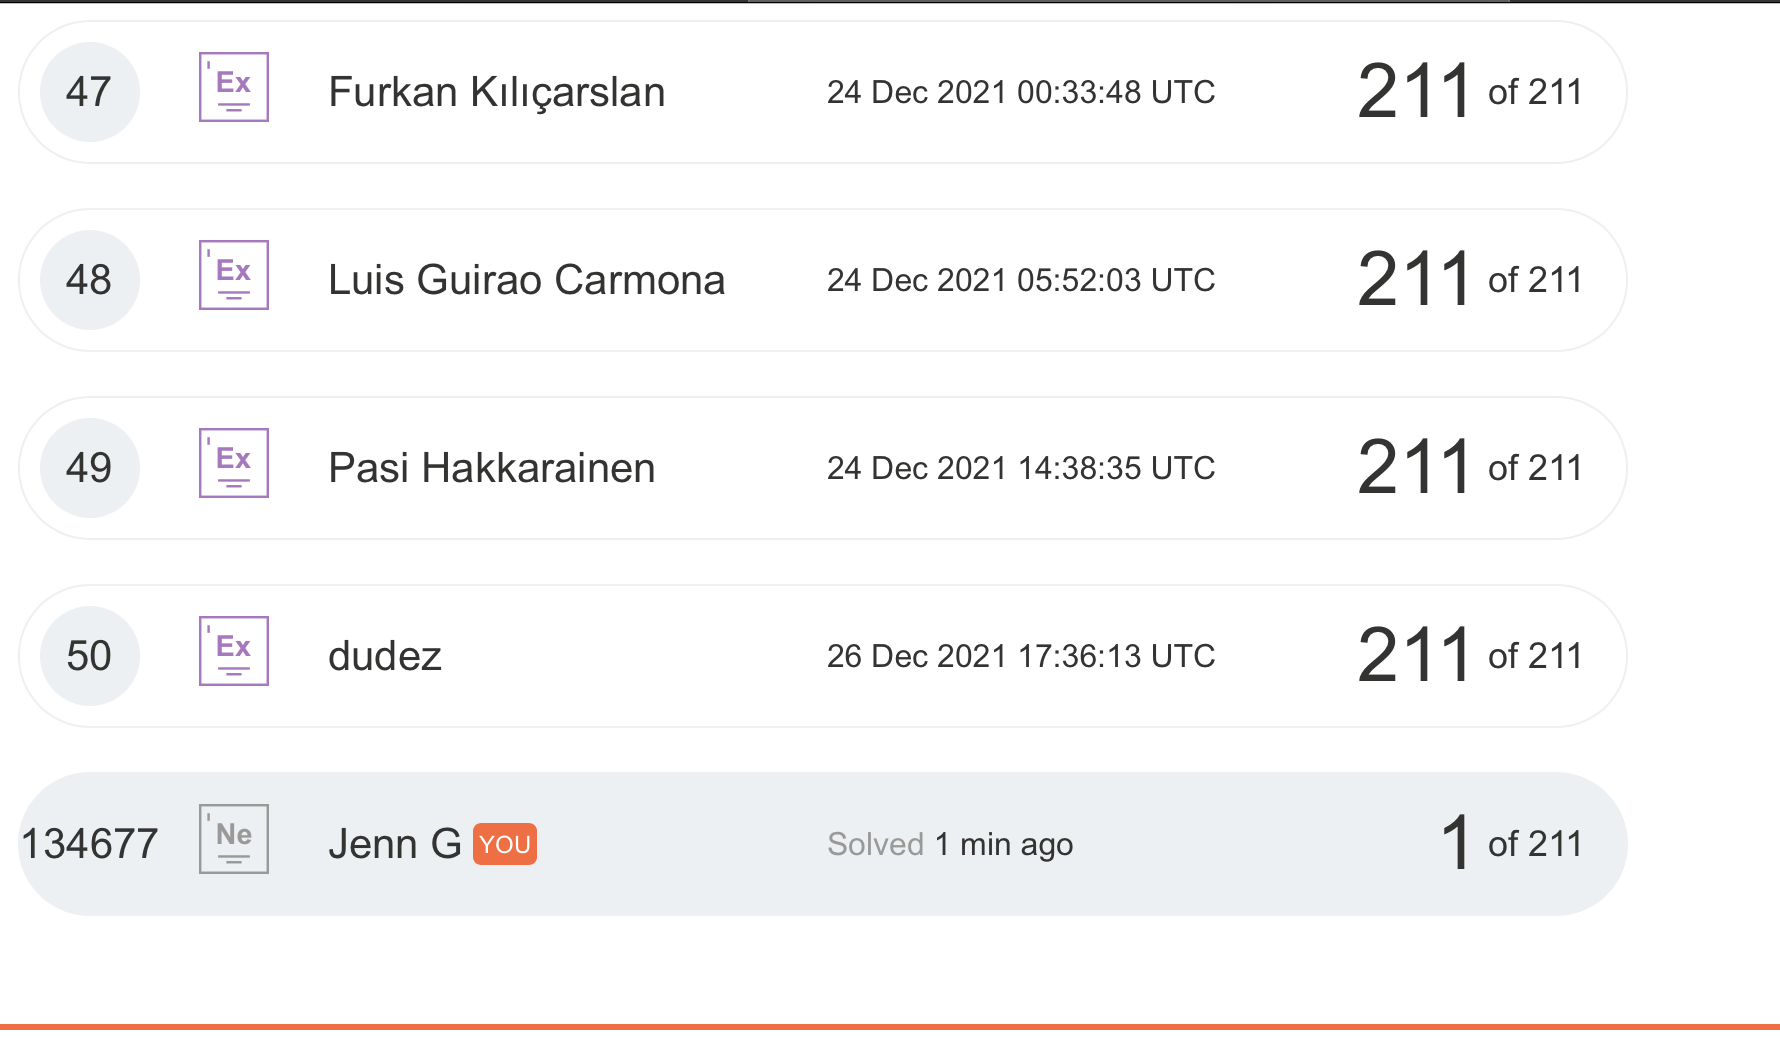 47 Ex Furkan Kılıçarslan 24 Dec 2021 00:33:48 UTC 211 of 211
48 Ex Luis Guirao Carmona 24 Dec 2021 05:52:03 UTC 211 of 211
49 Ex Pasi Hakkarainen 24 Dec 2021 14:38:35 UTC 211 of 211
50 Ex dudez 26 Dec 2021 17:36:13 UTC 211 of 211
134677 Ne Jenn G YOU Solved 1 min ago 1 of 211